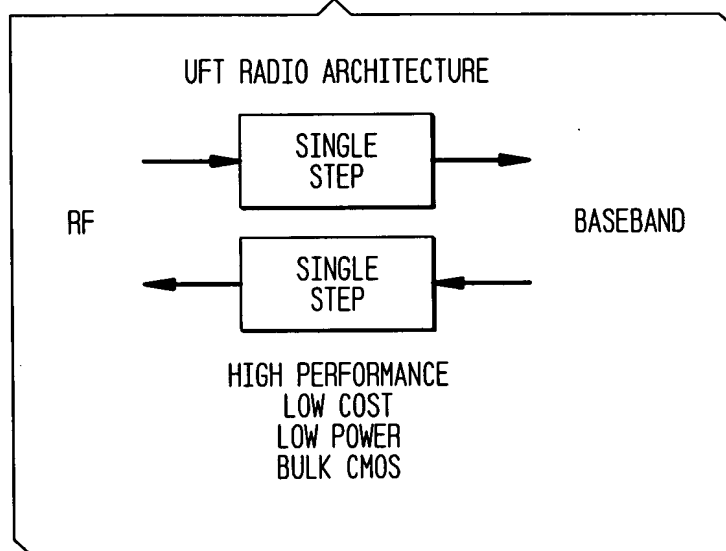 UFT RADIO ARCHITECTURE
SINGLE
STEP
RF
BASEBAND
SINGLE
STEP
HIGH PERFORMANCE
LOW COST
LOW POWER
BULK CMOS